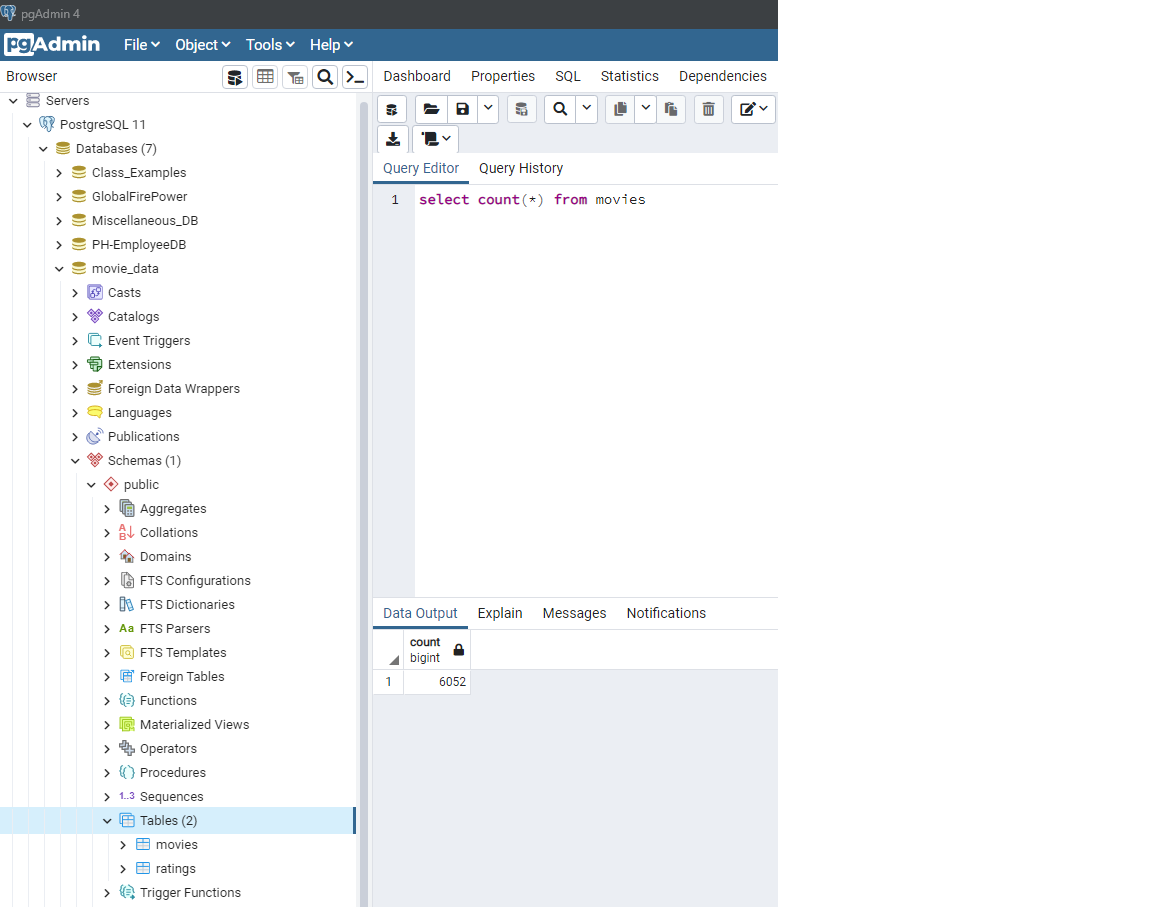 pgAdmin 4
pgAdmin File Object Tools Help
Browser
Servers
PostgreSQL 11
Databases (7)
Class_Examples
GlobalFirePower
Miscellaneous_DB
PH-EmployeeDB
movie_data
Casts
Catalogs
Event Triggers
Extensions
Foreign Data Wrappers
Languages
Publications
Schemas (1)
public
Aggregates
A
B
Collations
Domains
FTS Configurations
FTS Dictionaries
Aa FTS Parsers
FTS Templates
Foreign Tables
Functions
Materialized Views
Operators
Procedures
1..3 Sequences
Tables (2)
movies
ratings
Trigger Functions
Dashboard Properties SQL Statistics Dependencies
Query Editor Query History
1 select count(*) from movies
Data Output Explain Messages Notifications
count
bigint
1 6052